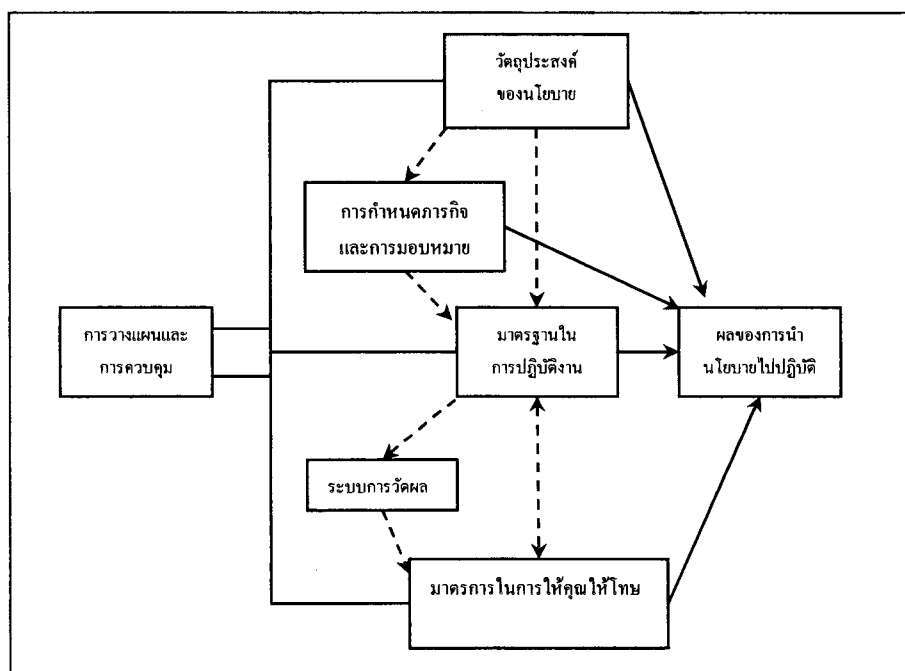 วัตถุประสงค์
ของนโยบาย
การกำหนดภารกิจ
และการมอบหมาย
การวางแผนและ
การควบคุม
มาตรฐานใน
การปฏิบัติงาน
ผลของการนำ
นโยบายไปปฏิบัติ
ระบบการวัดผล
มาตรการในการให้คุณให้โทษ